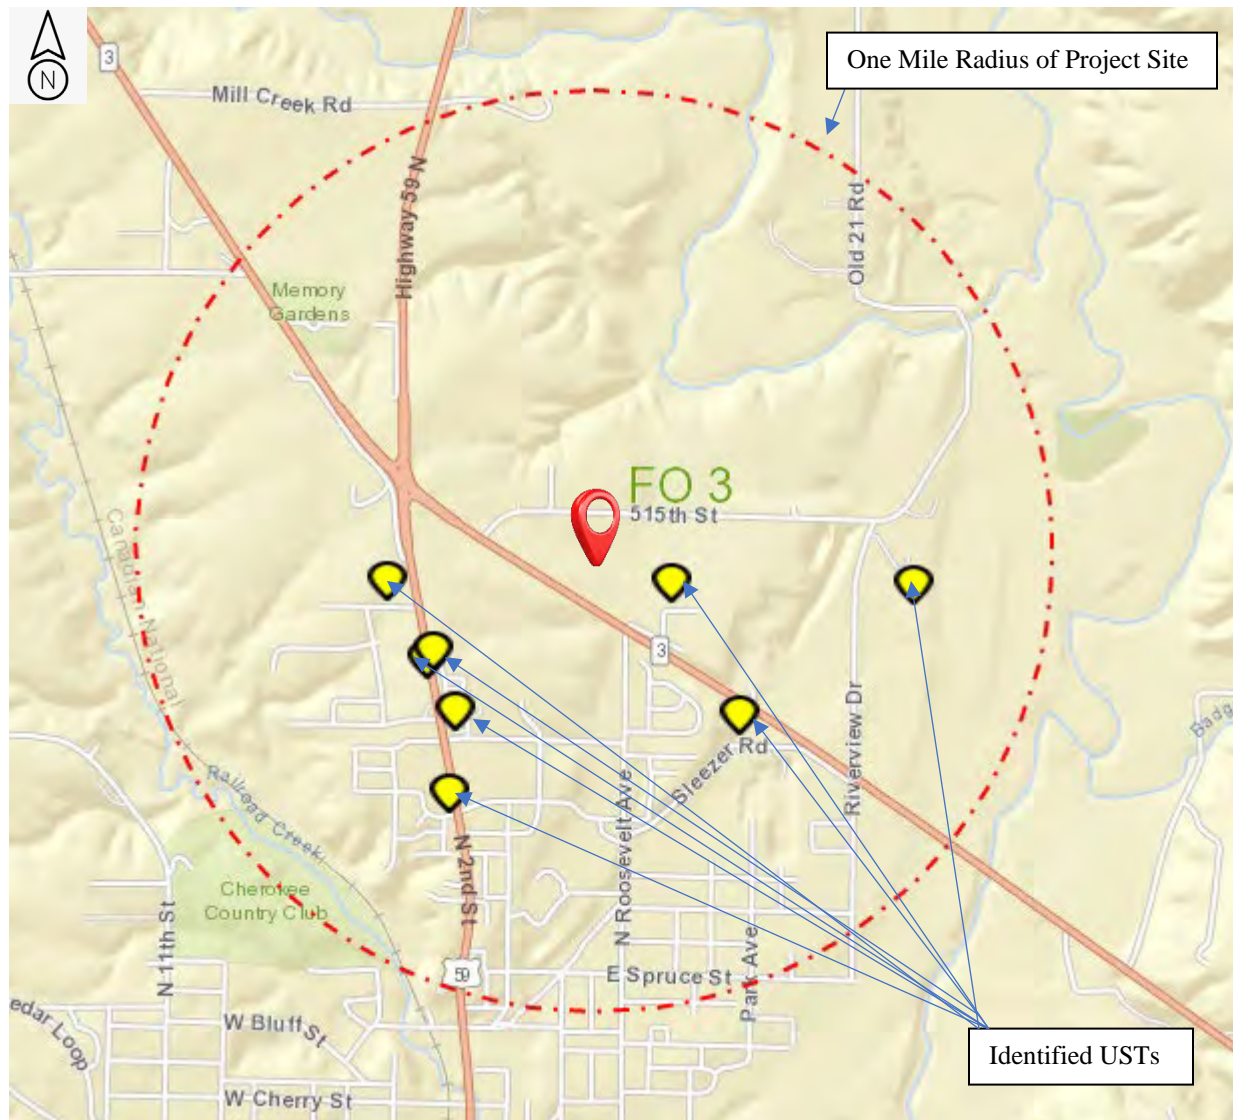 One Mile Radius of Project Site
3
N
Mill Creek Rd
Highway 59 N
Old 21 Rd
Memory
Gardens
FO 3
515th St
Canadian National
3
Riverview Dr
Sleezer Rd
Railroad Creek
N Roosevelt Ave
N 2nd St
Cherokee
Country Club
N 11th St
59
E Spruce St
Park Ave
W Bluff St
Identified USTs
W Cherry St